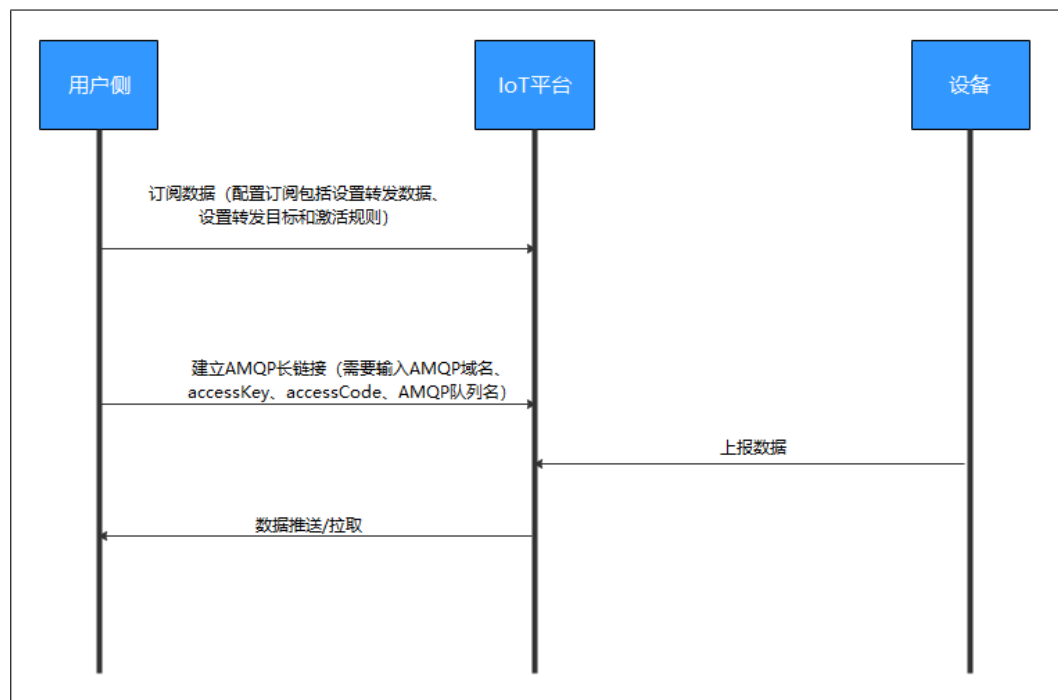 用户侧
IoT平台
设备
订阅数据（配置订阅包括设置转发数据、
设置转发目标和激活规则）
建立AMQP长链接（需要输入AMQP域名、
accessKey、accessCode、AMQP队列名）
上报数据
数据推送/拉取